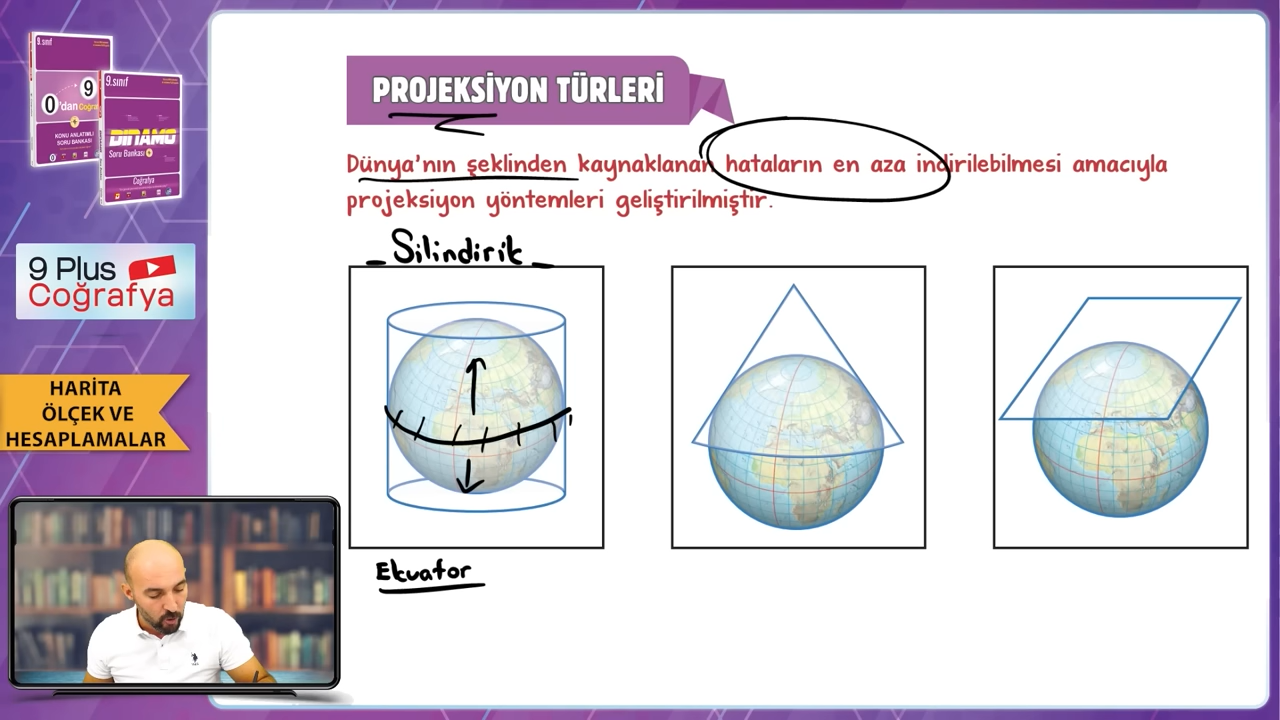 9.sınıf
0'dan 9
KONU ANLATIMLI
SORU BANKASI
9.sınıf
DİNAMO
Soru Bankası
Coğrafya
9 Plus
Coğrafya
HARİTA
ÖLÇEK VE
HESAPLAMALAR
PROJEKSİYON TÜRLERİ
Dünya'nın şeklinden kaynaklanan hataların en aza indirilebilmesi amacıyla
projeksiyon yöntemleri geliştirilmiştir.
Silindirik
Ekvator